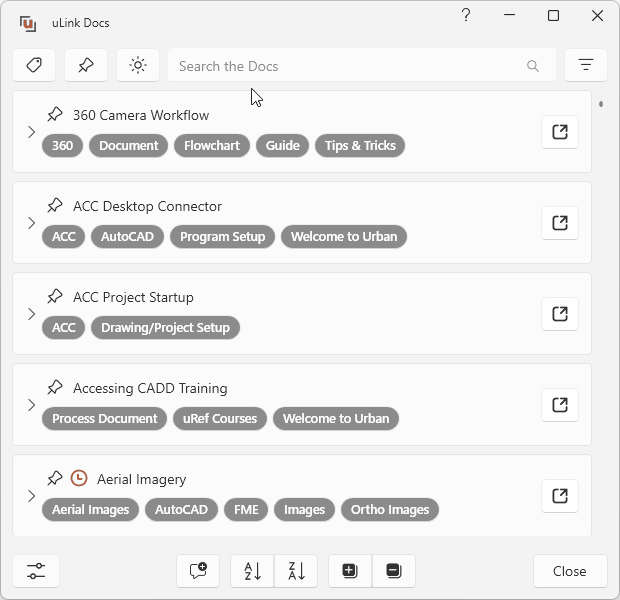 uLink Docs
?
Search the Docs
360 Camera Workflow
360 Document Flowchart Guide Tips & Tricks
ACC Desktop Connector
ACC AutoCAD Program Setup Welcome to Urban
ACC Project Startup
ACC Drawing/Project Setup
Accessing CADD Training
Process Document uRef Courses Welcome to Urban
Aerial Imagery
Aerial Images AutoCAD FME Images Ortho Images
A Z Z A Close